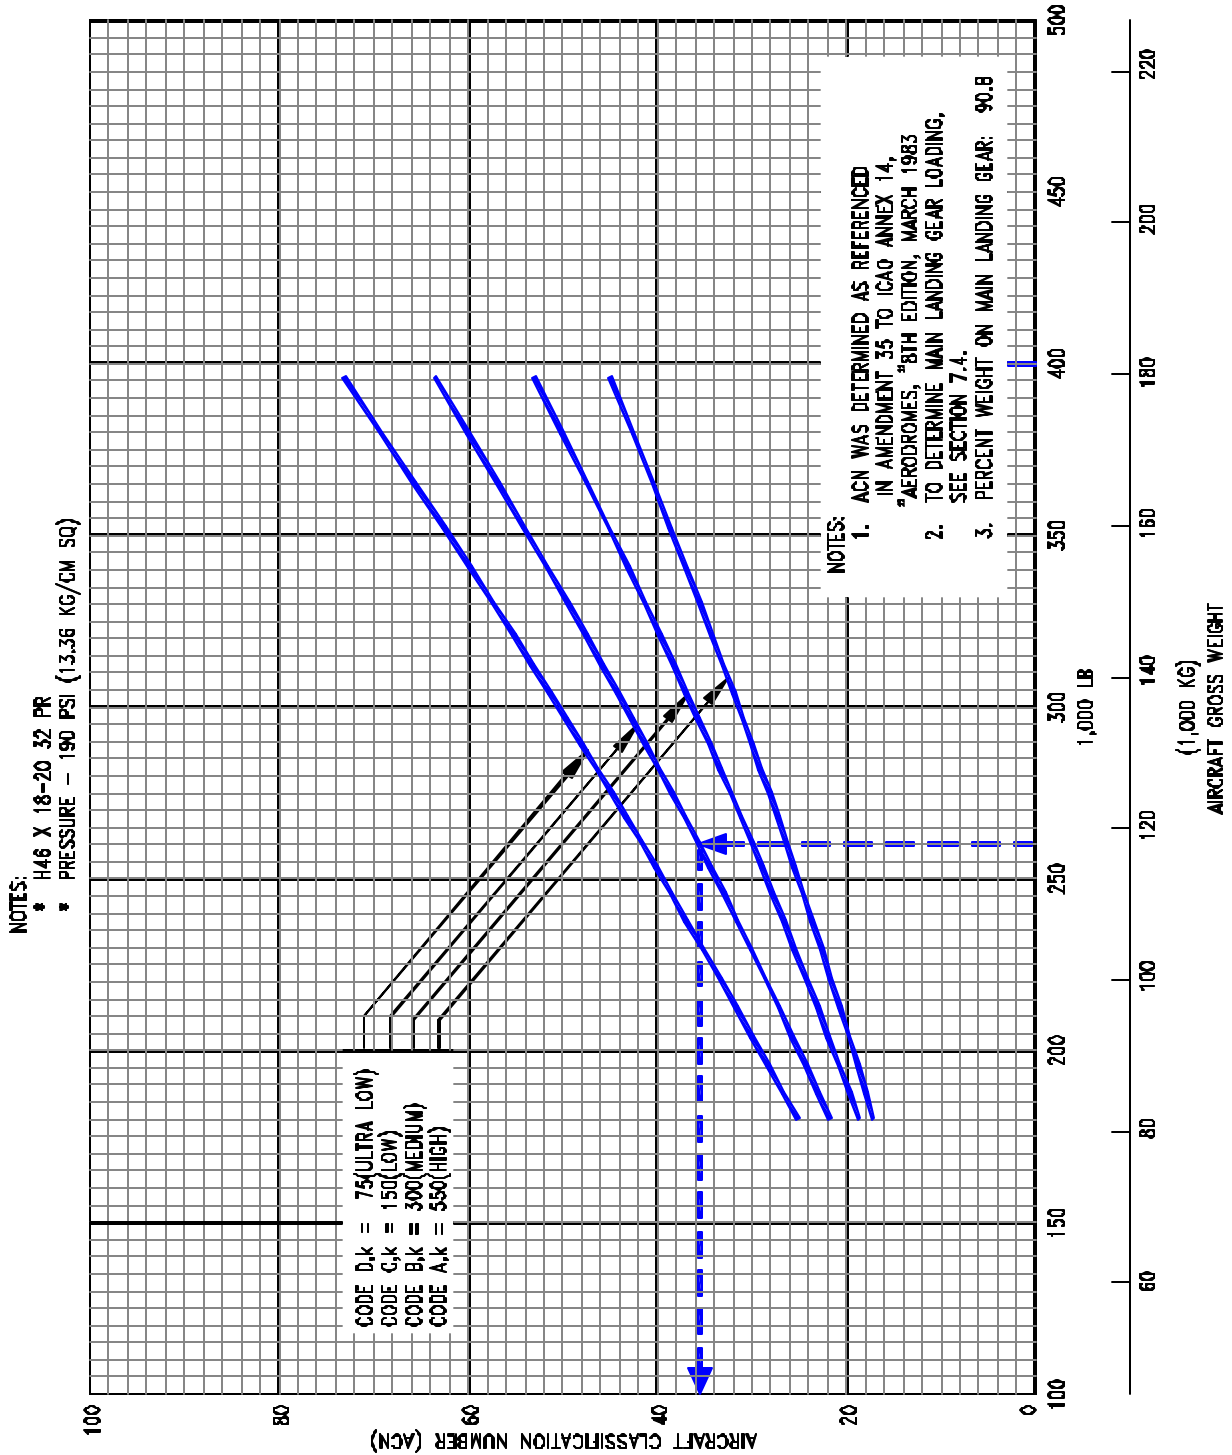 NOTES:
* H46 X 18-20 32 PR
* PRESSURE - 190 PSI (13.36 KG/CM SQ)
AIRCRAFT CLASSIFICATION NUMBER (ACN)
100
80
60
40
20
0
CODE D,k = 75(ULTRA LOW)
CODE C,k = 150(LOW)
CODE B,k = 300(MEDIUM)
CODE A,k = 550(HIGH)
NOTES:
1. ACN WAS DETERMINED AS REFERENCED
IN AMENDMENT 35 TO ICAO ANNEX 14,
"AERODROMES, "8TH EDITION, MARCH 1983
2. TO DETERMINE MAIN LANDING GEAR LOADING,
SEE SECTION 7.4.
3. PERCENT WEIGHT ON MAIN LANDING GEAR: 90.8
100 150 200 250 300 350 400 450 500
1,000 LB
60 80 100 120 140 160 180 200 220
(1,000 KG)
AIRCRAFT GROSS WEIGHT